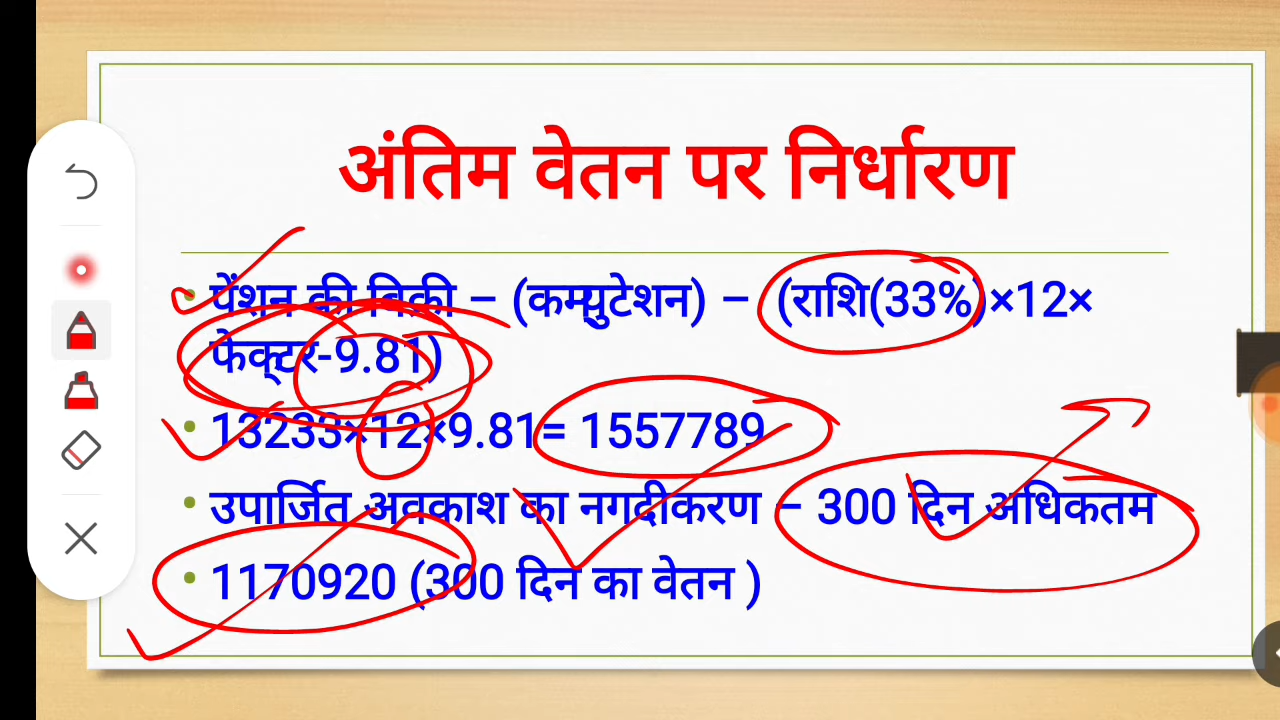 अंतिम वेतन पर निर्धारण
पेंशन की बिक्री – (कम्युटेशन) – (राशि(33%)×12×
फेक्टर-9.81)
13233×12×9.81= 1557789
उपार्जित अवकाश का नगदीकरण – 300 दिन अधिकतम
1170920 (300 दिन का वेतन )